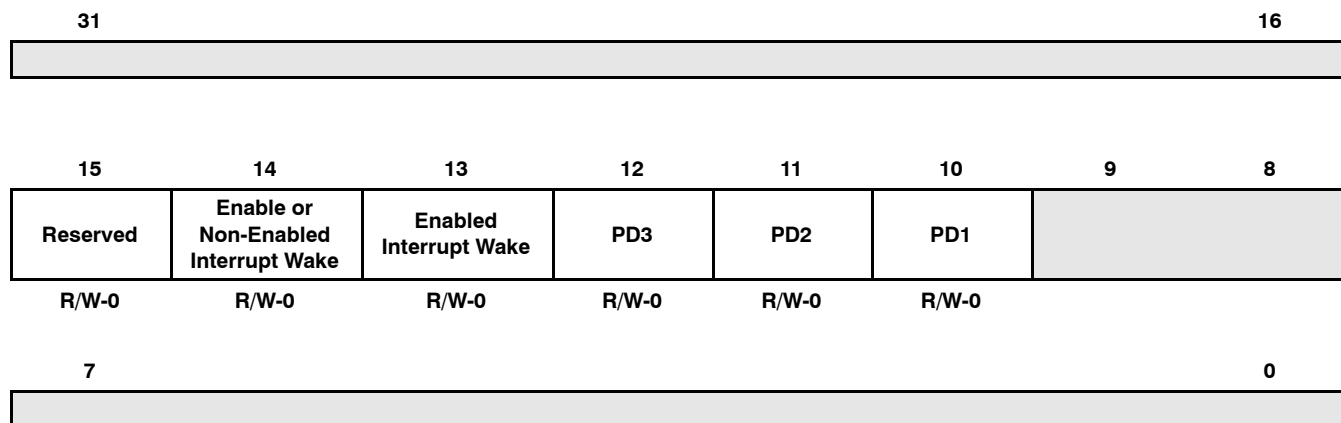 31 16
15 14 13 12 11 10 9 8
Reserved
Enable or
Non-Enabled
Interrupt Wake
Enabled
Interrupt Wake
PD3
PD2
PD1
R/W-0 R/W-0 R/W-0 R/W-0 R/W-0 R/W-0
7 0